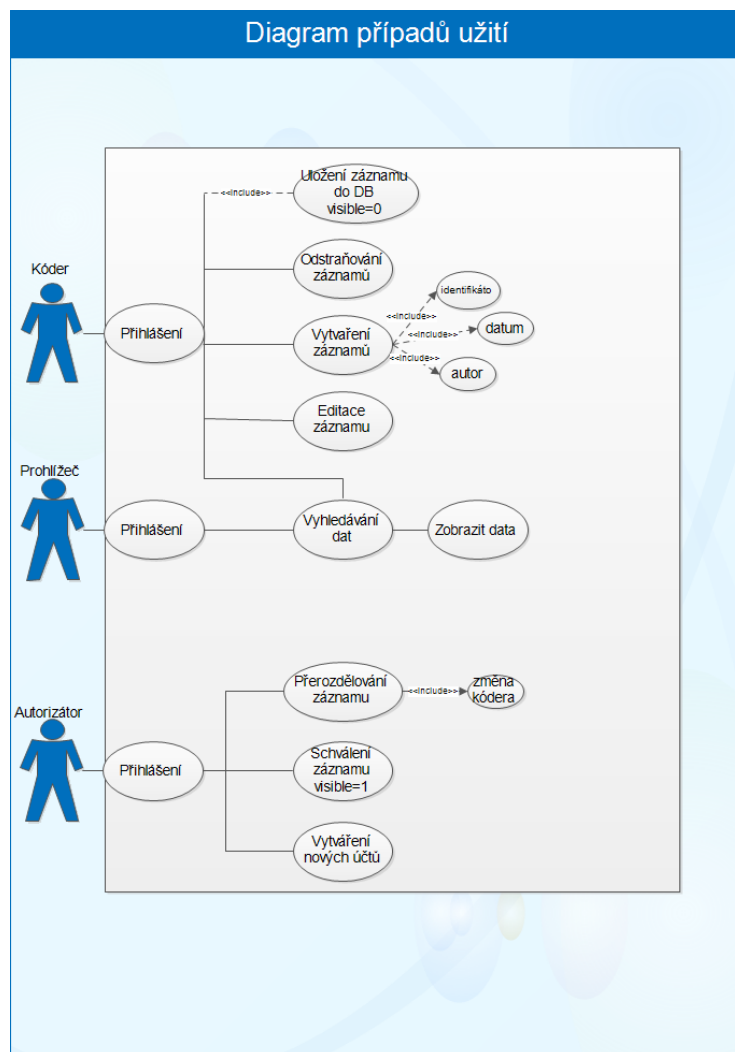 Diagram případů užití
Uložení záznamu
do DB
visible=0
<<include>>
Odstraňování
záznamů
Kóder
Přihlášení
Vytvaření
záznamů
<<include>>
identifikáto
<<include>>
datum
<<include>>
autor
Editace
záznamu
Prohlížeč
Přihlášení
Vyhledávání
dat
Zobrazit data
Přerozdělování
záznamu
<<include>>
změna
kódera
Autorizátor
Přihlášení
Schválení
záznamu
visible=1
Vytváření
nových účtů